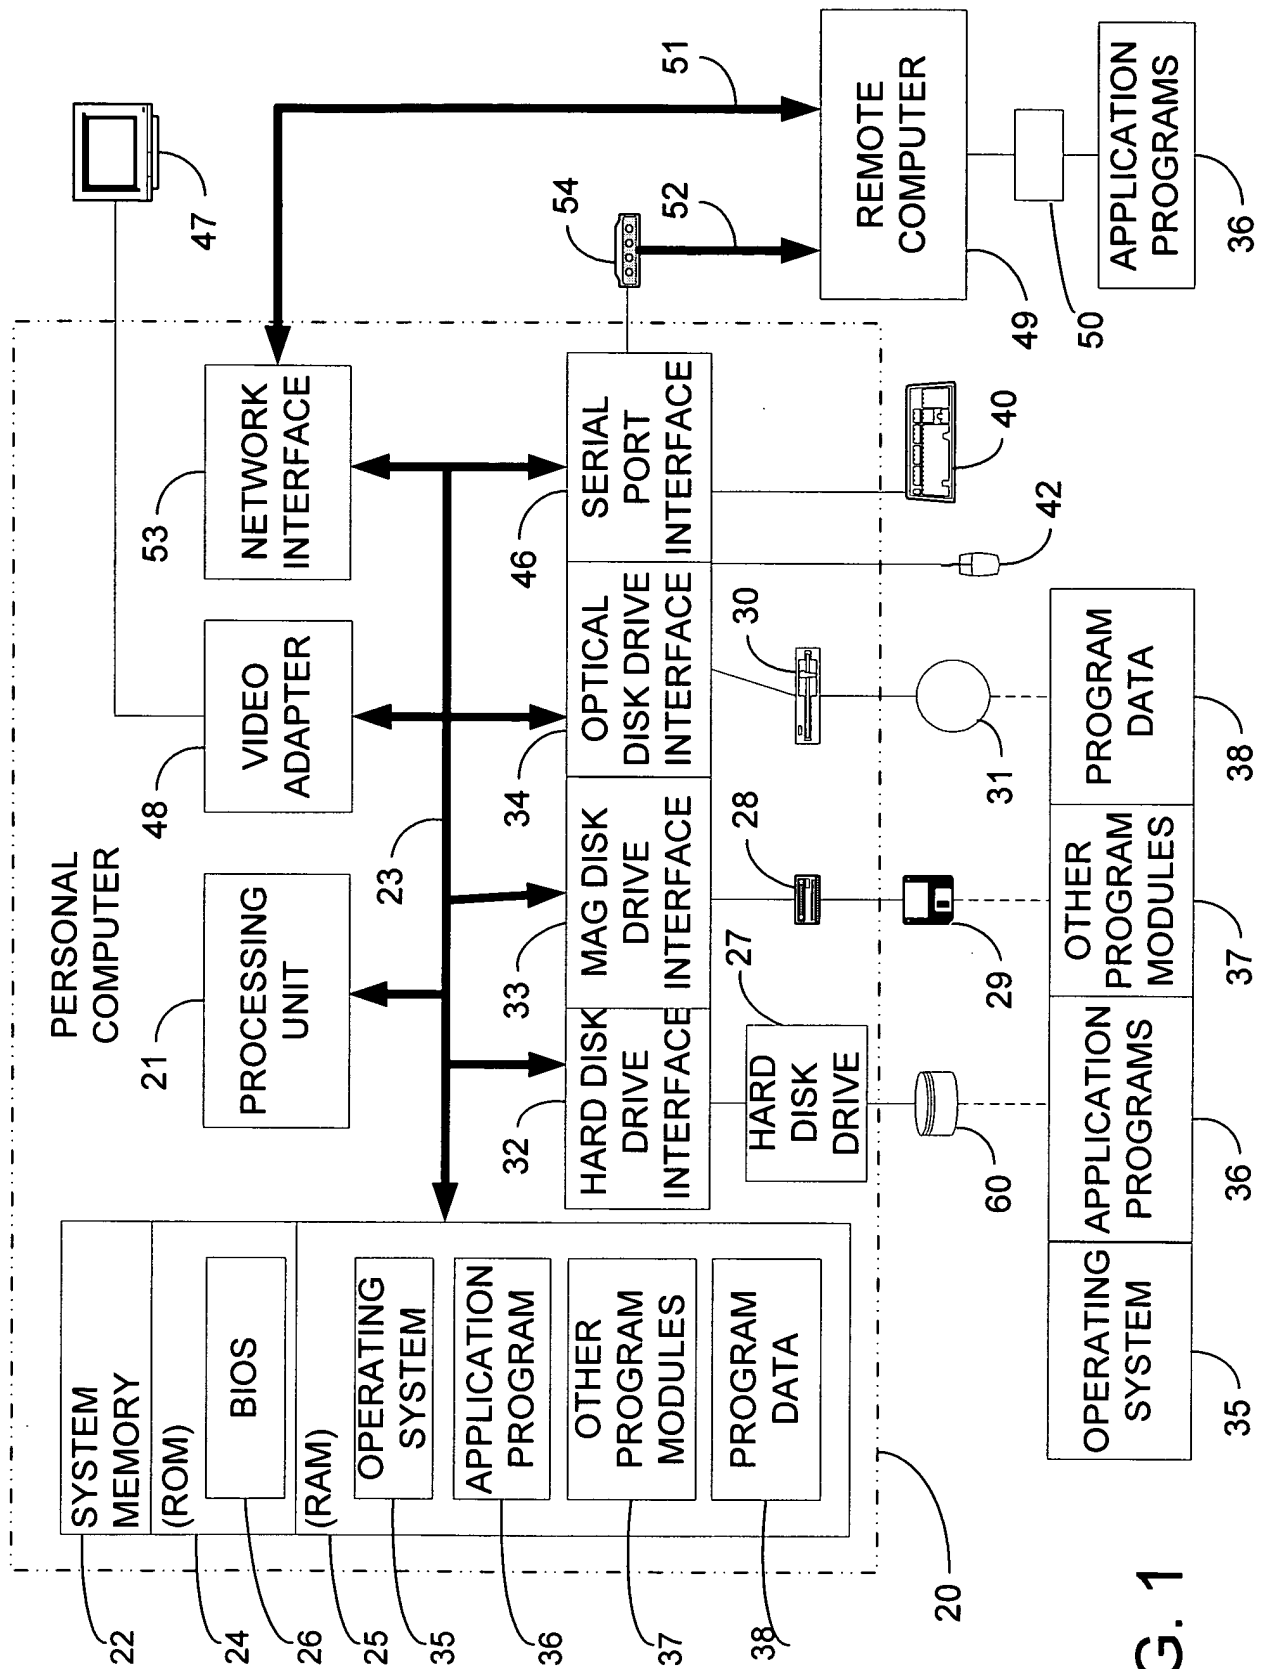 PERSONAL
COMPUTER
47
SYSTEM
MEMORY
22
(ROM)
24
BIOS
26
(RAM)
25
OPERATING
SYSTEM
35
APPLICATION
PROGRAM
36
OTHER
PROGRAM
MODULES
37
PROGRAM
DATA
38
20
21
PROCESSING
UNIT
48
VIDEO
ADAPTER
53
NETWORK
INTERFACE
23
32
HARD DISK
DRIVE
INTERFACE
33
MAG DISK
DRIVE
INTERFACE
34
OPTICAL
DISK DRIVE
INTERFACE
46
SERIAL
PORT
INTERFACE
54
51
52
HARD
DISK
DRIVE
27
28
30
60
29
31
42
40
REMOTE
COMPUTER
49
50
APPLICATION
PROGRAMS
36
OPERATING
SYSTEM
35
APPLICATION
PROGRAMS
36
OTHER
PROGRAM
MODULES
37
PROGRAM
DATA
38
G. 1